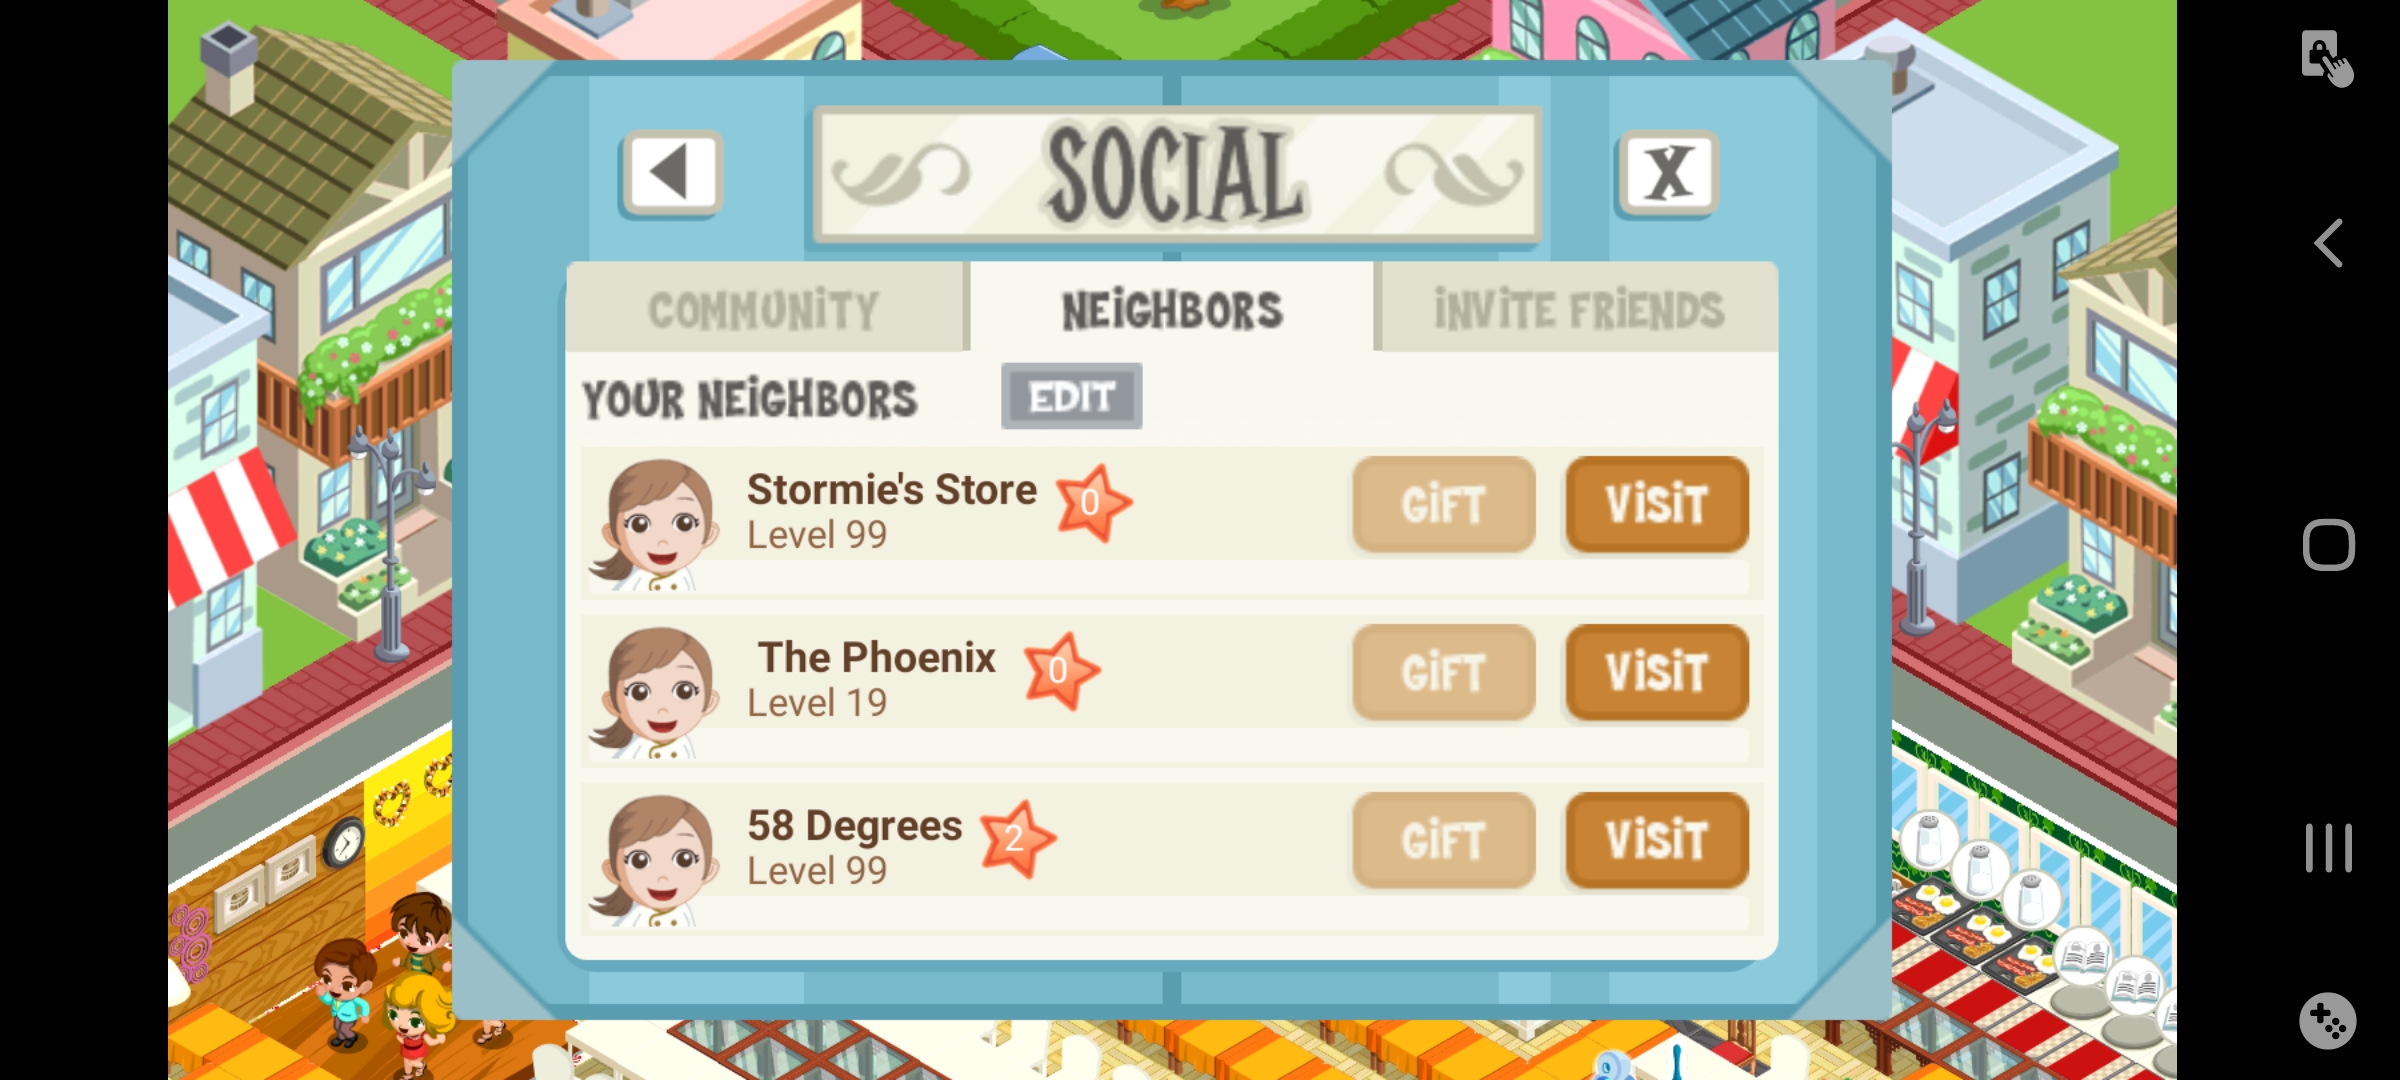 SOCIAL
X
COMMUNITY NEIGHBORS INVITE FRIENDS
YOUR NEIGHBORS EDIT
Stormie's Store 0 GIFT VISIT
Level 99
The Phoenix 0 GIFT VISIT
Level 19
58 Degrees 2 GIFT VISIT
Level 99